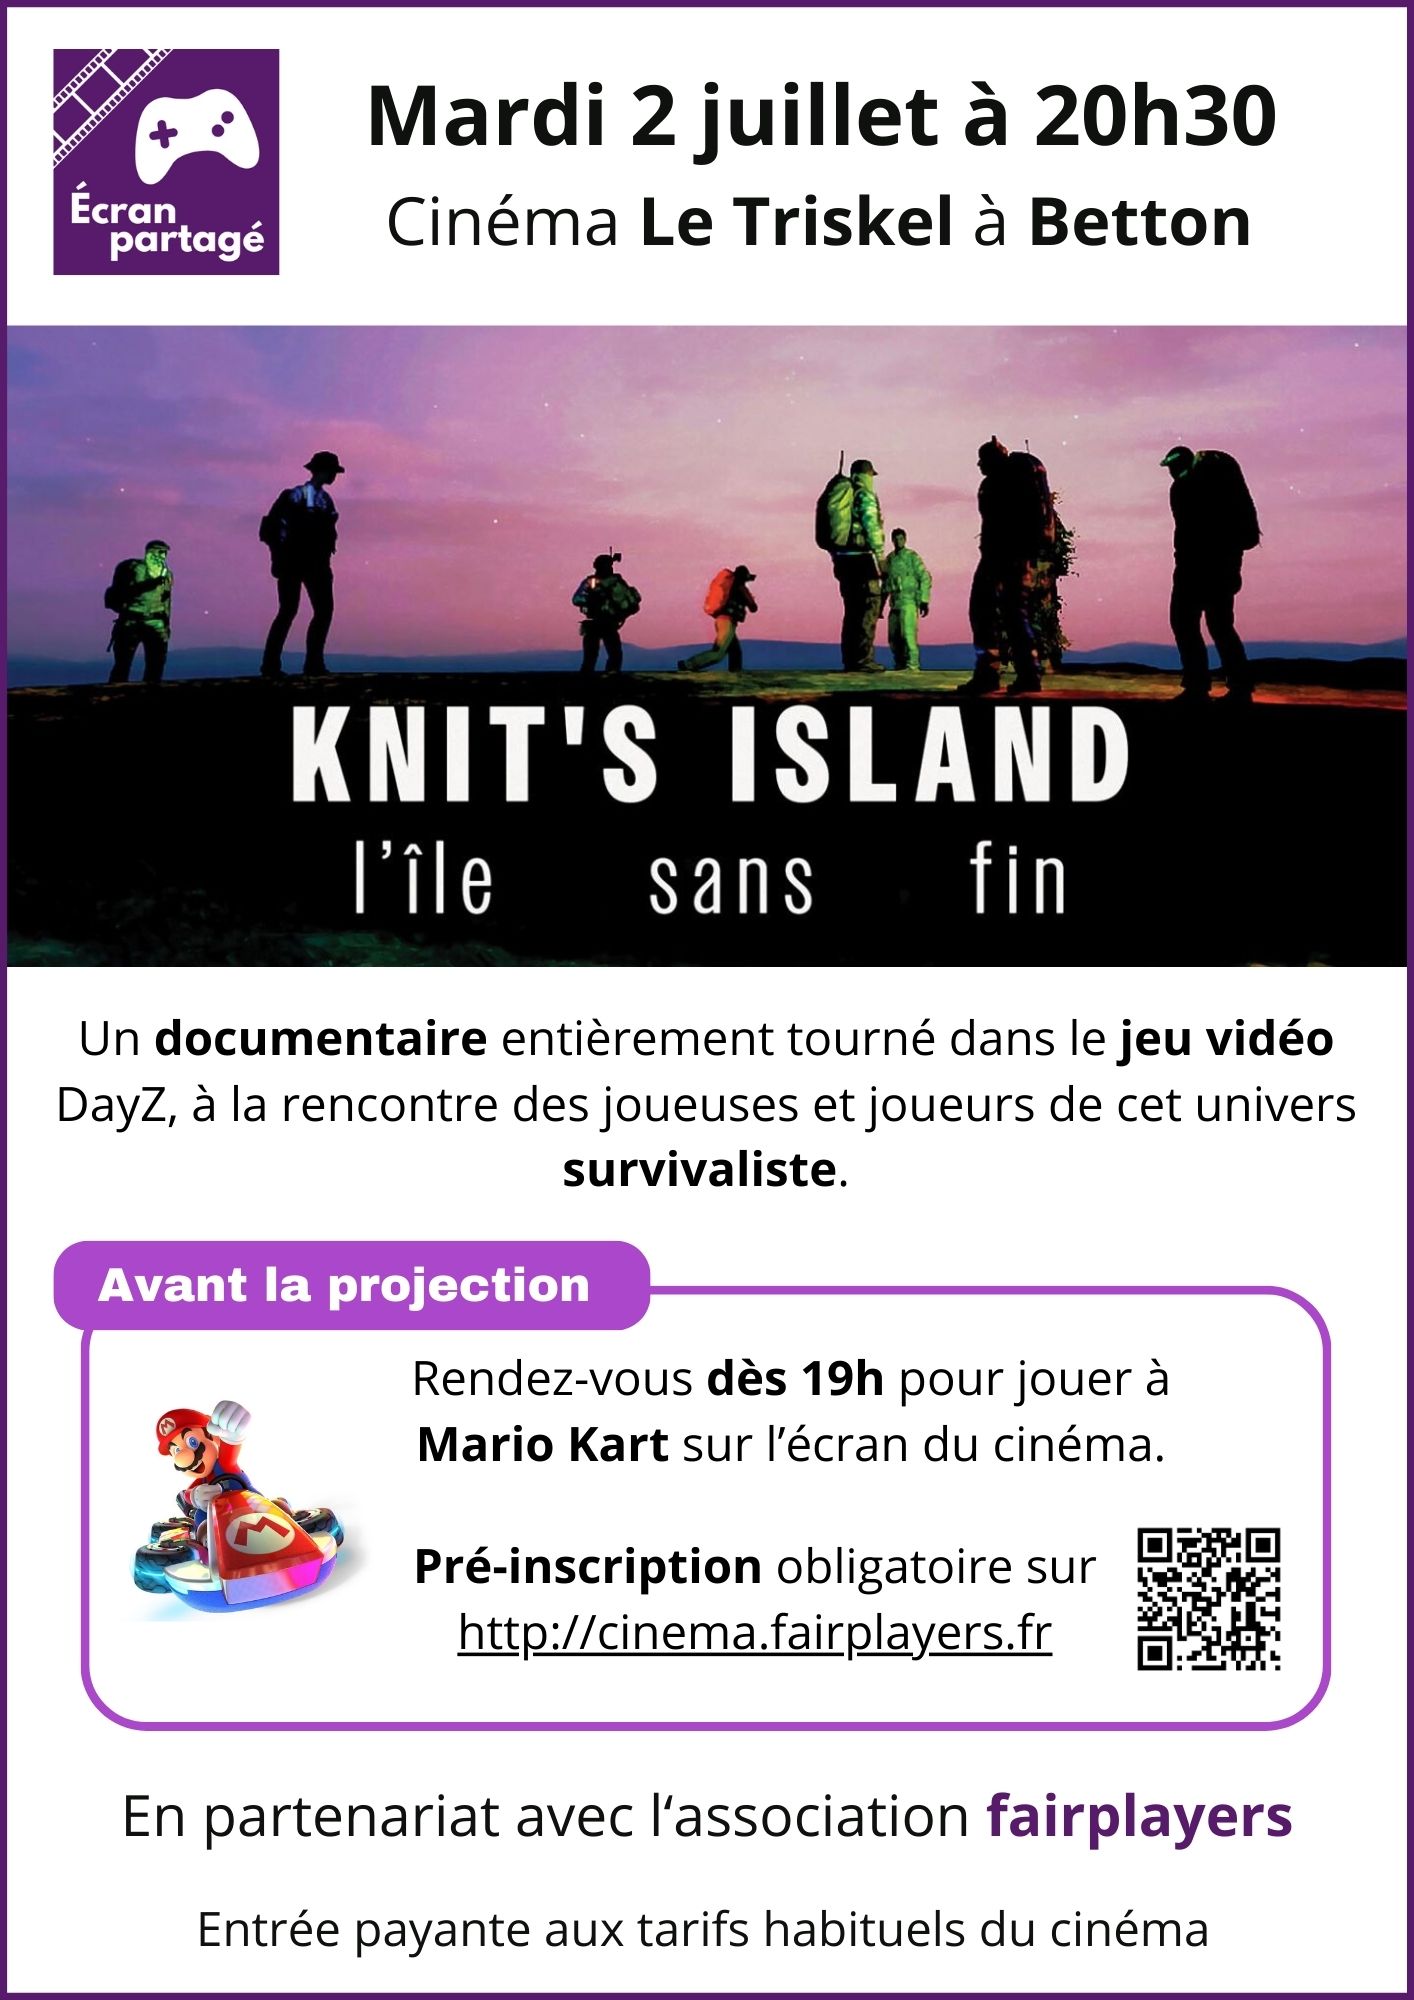 Écran
partagé
Mardi 2 juillet à 20h30
Cinéma Le Triskel à Betton
KNIT'S ISLAND
l’île sans fin
Un documentaire entièrement tourné dans le jeu vidéo
DayZ, à la rencontre des joueuses et joueurs de cet univers
survivaliste.
Avant la projection
Rendez-vous dès 19h pour jouer à
Mario Kart sur l’écran du cinéma.
Pré-inscription obligatoire sur
http://cinema.fairplayers.fr
En partenariat avec l‘association fairplayers
Entrée payante aux tarifs habituels du cinéma